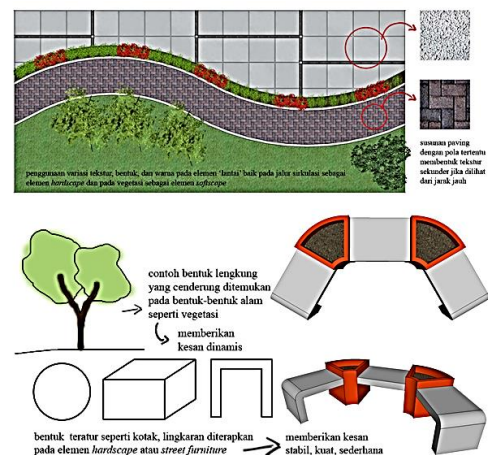 penggunaan variasi tekstur, bentuk, dan warna pada elemen 'lantai' baik pada jalur sirkulasi sebagai
elemen hardscape dan pada vegetasi sebagai elemen softscape
susunan paving
dengan pola tertentu
membentuk tekstur
sekunder jika dilihat
dari jarak jauh
contoh bentuk lengkung
yang cenderung ditemukan
pada bentuk-bentuk alam
seperti vegetasi
memberikan
kesan dinamis
bentuk teratur seperti kotak, lingkaran diterapkan
pada elemen hardscape atau street furniture
memberikan kesan
stabil, kuat, sederhana